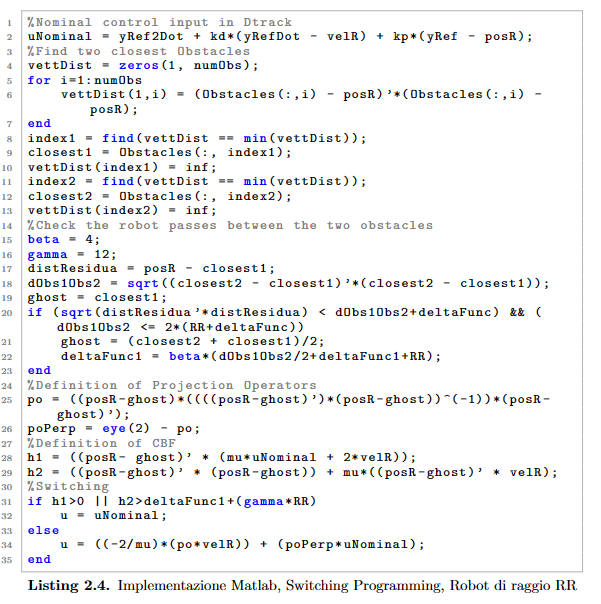 1 %Nominal control input in Dtrack
2 uNominal = yRef2Dot + kd*(yRefDot - velR) + kp*(yRef - posR);
3 %Find two closest Obstacles
4 vettDist = zeros(1, numObs);
5 for i=1:numObs
6 vettDist(1,i) = (Obstacles(:,i) - posR)'*(Obstacles(:,i) -
posR);
7 end
8 index1 = find(vettDist == min(vettDist));
9 closest1 = Obstacles(:, index1);
10 vettDist(index1) = inf;
11 index2 = find(vettDist == min(vettDist));
12 closest2 = Obstacles(:, index2);
13 vettDist(index2) = inf;
14 %Check the robot passes between the two obstacles
15 beta = 4;
16 gamma = 12;
17 distResidua = posR - closest1;
18 dObs1Obs2 = sqrt((closest2 - closest1)'*(closest2 - closest1));
19 ghost = closest1;
20 if (sqrt(distResidua'*distResidua) < dObs1Obs2+deltaFunc) && (
dObs1Obs2 <= 2*(RR+deltaFunc))
21 ghost = (closest2 + closest1)/2;
22 deltaFunc1 = beta*(dObs1Obs2/2+deltaFunc1+RR);
23 end
24 %Definition of Projection Operators
25 po = ((posR-ghost)*((((posR-ghost)')*(posR-ghost))^(-1))*(posR-
ghost)');
26 poPerp = eye(2) - po;
27 %Definition of CBF
28 h1 = ((posR- ghost)' * (mu*uNominal + 2*velR));
29 h2 = ((posR-ghost)' * (posR-ghost)) + mu*((posR-ghost)' * velR);
30 %Switching
31 if h1>0 || h2>deltaFunc1+(gamma*RR)
32 u = uNominal;
33 else
34 u = ((-2/mu)*(po*velR)) + (poPerp*uNominal);
35 end
Listing 2.4. Implementazione Matlab, Switching Programming, Robot di raggio RR